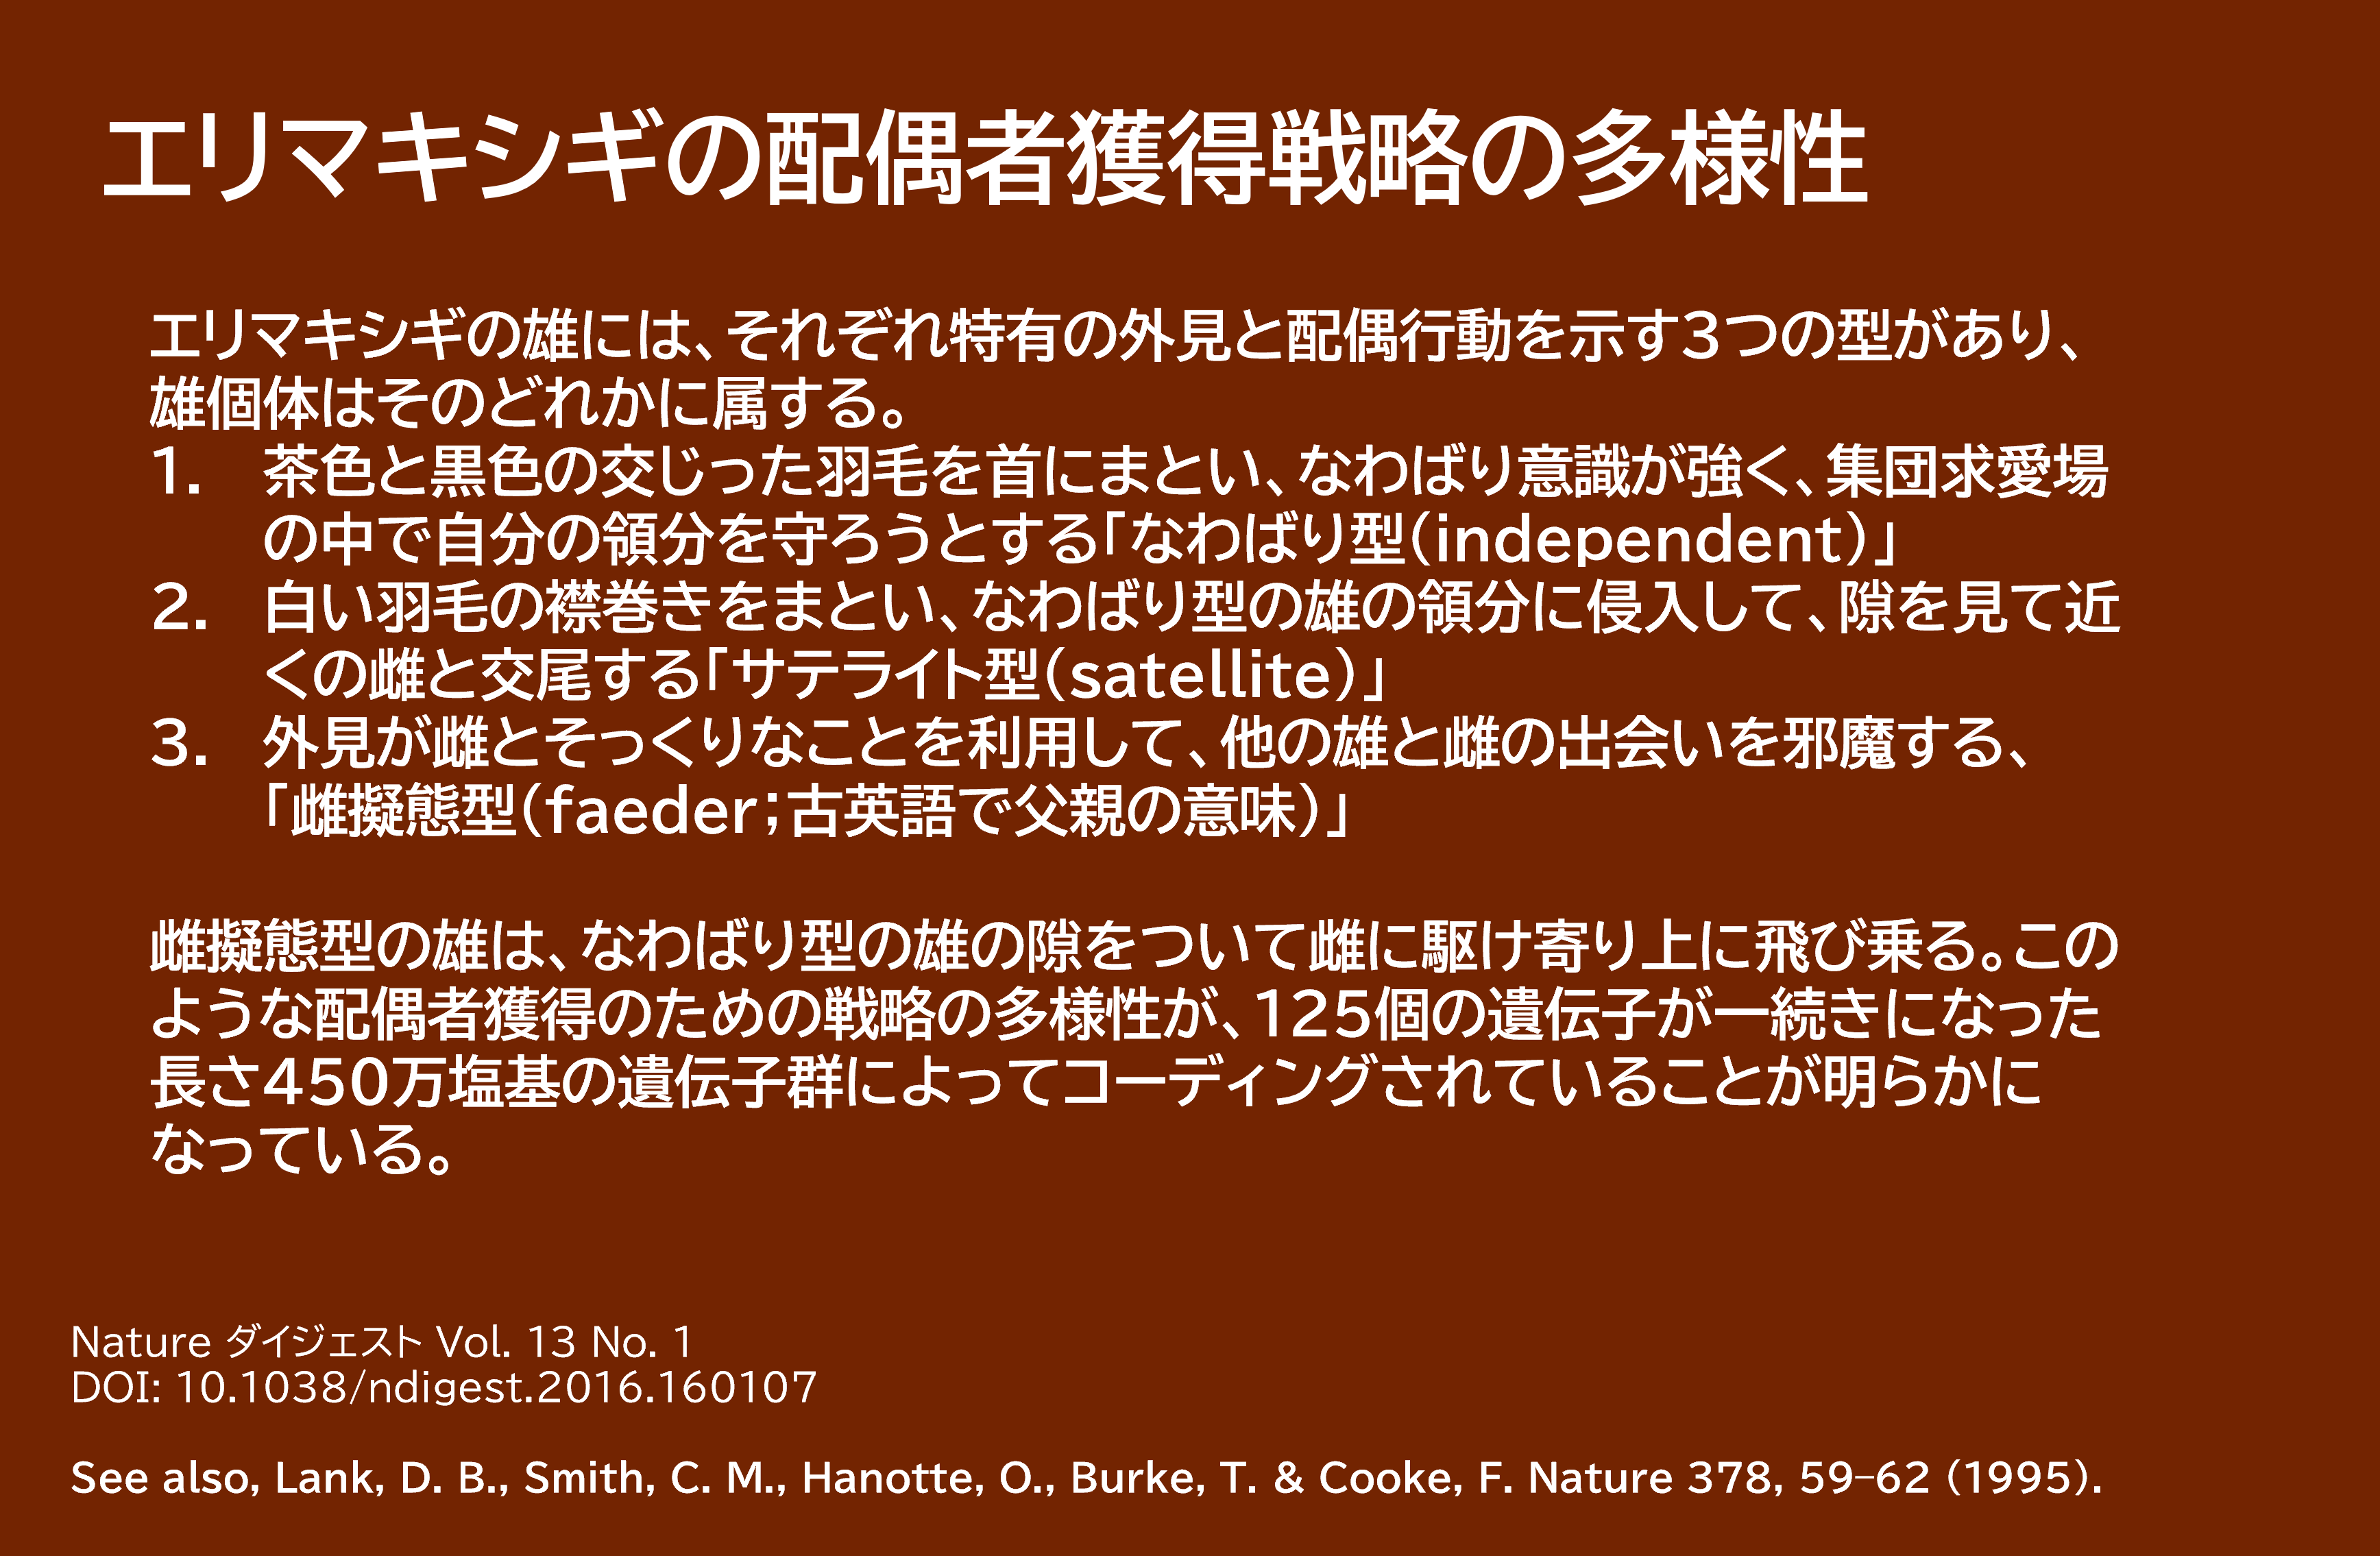 エリマキシギの配偶者獲得戦略の多様性
エリマキシギの雄には、それぞれ特有の外見と配偶行動を示す3つの型があり、
雄個体はそのどれかに属する。
1. 茶色と黒色の交じった羽毛を首にまとい、なわばり意識が強く、集団求愛場
の中で自分の領分を守ろうとする「なわばり型(independent)」
2. 白い羽毛の襟巻きをまとい、なわばり型の雄の領分に侵入して、隙を見て近
くの雌と交尾する「サテライト型(satellite)」
3. 外見が雌とそっくりなことを利用して、他の雄と雌の出会いを邪魔する、
「雌擬態型(faeder;古英語で父親の意味)」
雌擬態型の雄は、なわばり型の雄の隙をついて雌に駆け寄り上に飛び乗る。この
ような配偶者獲得のための戦略の多様性が、125個の遺伝子が一続きになった
長さ450万塩基の遺伝子群によってコーディングされていることが明らかに
なっている。
Nature ダイジェスト Vol. 13 No. 1
DOI: 10.1038/ndigest.2016.160107
See also, Lank, D. B., Smith, C. M., Hanotte, O., Burke, T. & Cooke, F. Nature 378, 59–62 (1995).